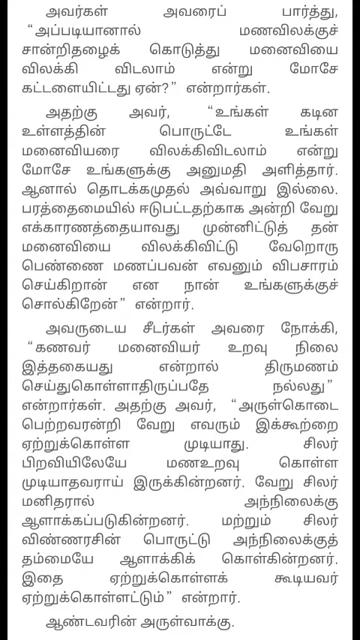 அவர்கள் அவரைப் பார்த்து,
“அப்படியானால் மணவிலக்குச்
சான்றிதழைக் கொடுத்து மனைவியை
விலக்கி விடலாம் என்று மோசே
கட்டளையிட்டது ஏன்?” என்றார்கள்.
அதற்கு அவர், “உங்கள் கடின
உள்ளத்தின் பொருட்டே உங்கள்
மனைவியரை விலக்கிவிடலாம் என்று
மோசே உங்களுக்கு அனுமதி அளித்தார்.
ஆனால் தொடக்கமுதல் அவ்வாறு இல்லை.
பரத்தைமையில் ஈடுபட்டதற்காக அன்றி வேறு
எக்காரணத்தையாவது முன்னிட்டுத் தன்
மனைவியை விலக்கிவிட்டு வேறொரு
பெண்ணை மணப்பவன் எவனும் விபசாரம்
செய்கிறான் என நான் உங்களுக்குச்
சொல்கிறேன்” என்றார்.
அவருடைய சீடர்கள் அவரை நோக்கி,
“கணவர் மனைவியர் உறவு நிலை
இத்தகையது என்றால் திருமணம்
செய்துகொள்ளாதிருப்பதே நல்லது”
என்றார்கள். அதற்கு அவர், “அருள்கொடை
பெற்றவரன்றி வேறு எவரும் இக்கூற்றை
ஏற்றுக்கொள்ள முடியாது. சிலர்
பிறவியிலேயே மணஉறவு கொள்ள
முடியாதவராய் இருக்கின்றனர். வேறு சிலர்
மனிதரால் அந்நிலைக்கு
ஆளாக்கப்படுகின்றனர். மற்றும் சிலர்
விண்ணரசின் பொருட்டு அந்நிலைக்குத்
தம்மையே ஆளாக்கிக் கொள்கின்றனர்.
இதை ஏற்றுக்கொள்ளக் கூடியவர்
ஏற்றுக்கொள்ளட்டும்” என்றார்.
ஆண்டவரின் அருள்வாக்கு.